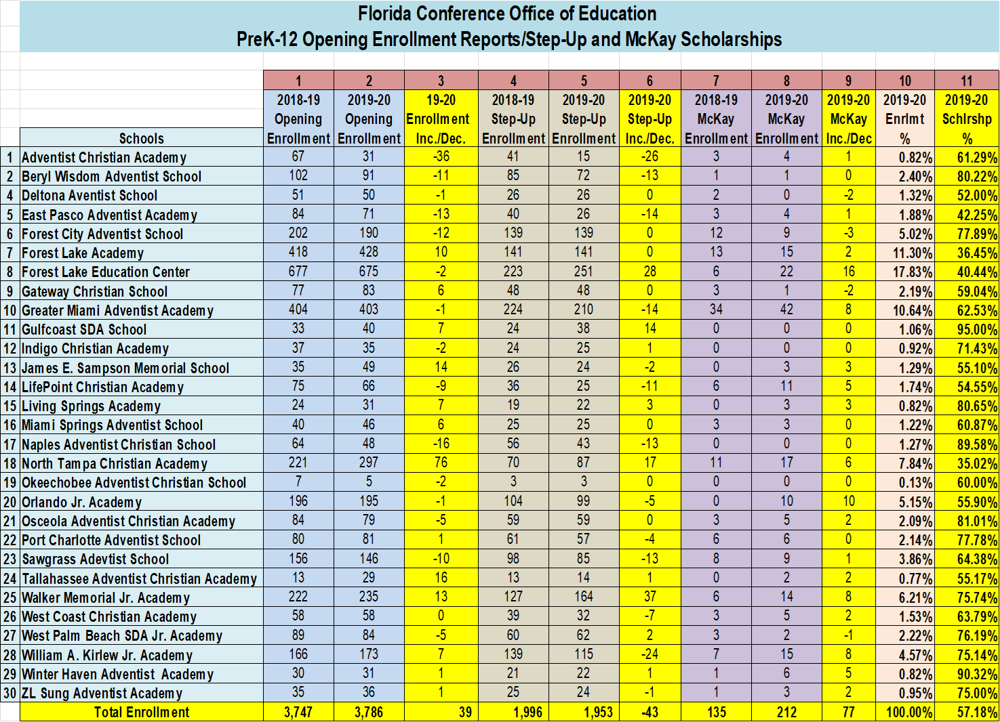 Florida Conference Office of Education
PreK-12 Opening Enrollment Reports/Step-Up and McKay Scholarships
1 2 3 4 5 6 7 8 9 10 11
2018-19 2019-20 19-20 2018-19 2019-20 2019-20 2018-19 2019-20 2019-20 2019-20 2019-20
Opening Opening Enrollment Step-Up Step-Up Step-Up McKay McKay McKay Enrlmt Schlrshp
Schools Enrollment Enrollment Inc./Dec. Enrollment Enrollment Inc./Dec. Enrollment Enrollment Inc./Dec % %
1 Adventist Christian Academy 67 31 -36 41 15 -26 3 4 1 0.82% 61.29%
2 Beryl Wisdom Adventist School 102 91 -11 85 72 -13 1 1 0 2.40% 80.22%
4 Deltona Aventist School 51 50 -1 26 26 0 2 0 -2 1.32% 52.00%
5 East Pasco Adventist Academy 84 71 -13 40 26 -14 3 4 1 1.88% 42.25%
6 Forest City Adventist School 202 190 -12 139 139 0 12 9 -3 5.02% 77.89%
7 Forest Lake Academy 418 428 10 141 141 0 13 15 2 11.30% 36.45%
8 Forest Lake Education Center 677 675 -2 223 251 28 6 22 16 17.83% 40.44%
9 Gateway Christian School 77 83 6 48 48 0 3 1 -2 2.19% 59.04%
10 Greater Miami Adventist Academy 404 403 -1 224 210 -14 34 42 8 10.64% 62.53%
11 Gulfcoast SDA School 33 40 7 24 38 14 0 0 0 1.06% 95.00%
12 Indigo Christian Academy 37 35 -2 24 25 1 0 0 0 0.92% 71.43%
13 James E. Sampson Memorial School 35 49 14 26 24 -2 0 3 3 1.29% 55.10%
14 LifePoint Christian Academy 75 66 -9 36 25 -11 6 11 5 1.74% 54.55%
15 Living Springs Academy 24 31 7 19 22 3 0 3 3 0.82% 80.65%
16 Miami Springs Adventist School 40 46 6 25 25 0 3 3 0 1.22% 60.87%
17 Naples Adventist Christian School 64 48 -16 56 43 -13 0 0 0 1.27% 89.58%
18 North Tampa Christian Academy 221 297 76 70 87 17 11 17 6 7.84% 35.02%
19 Okeechobee Adventist Christian School 7 5 -2 3 3 0 0 0 0 0.13% 60.00%
20 Orlando Jr. Academy 196 195 -1 104 99 -5 0 10 10 5.15% 55.90%
21 Osceola Adventist Christian Academy 84 79 -5 59 59 0 3 5 2 2.09% 81.01%
22 Port Charlotte Adventist School 80 81 1 61 57 -4 6 6 0 2.14% 77.78%
23 Sawgrass Adevtist School 156 146 -10 98 85 -13 8 9 1 3.86% 64.38%
24 Tallahassee Adventist Christian Academy 13 29 16 13 14 1 0 2 2 0.77% 55.17%
25 Walker Memorial Jr. Academy 222 235 13 127 164 37 6 14 8 6.21% 75.74%
26 West Coast Christian Academy 58 58 0 39 32 -7 3 5 2 1.53% 63.79%
27 West Palm Beach SDA Jr. Academy 89 84 -5 60 62 2 3 2 -1 2.22% 76.19%
28 William A. Kirlew Jr. Academy 166 173 7 139 115 -24 7 15 8 4.57% 75.14%
29 Winter Haven Adventist Academy 30 31 1 21 22 1 1 6 5 0.82% 90.32%
30 ZL Sung Adventist Academy 35 36 1 25 24 -1 1 3 2 0.95% 75.00%
Total Enrollment 3,747 3,786 39 1,996 1,953 -43 135 212 77 100.00% 57.18%